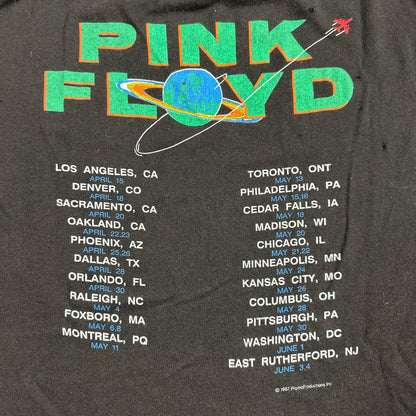 PINK
FLOYD
LOS ANGELES, CA
APRIL 15
DENVER, CO
APRIL 18
SACRAMENTO, CA
APRIL 20
OAKLAND, CA
APRIL 22,23
PHOENIX, AZ
APRIL 25,26
DALLAS, TX
APRIL 28
ORLANDO, FL
APRIL 30
RALEIGH, NC
MAY 4
FOXBORO, MA
MAY 6,8
MONTREAL, PQ
MAY 11
TORONTO, ONT
MAY 13
PHILADELPHIA, PA
MAY 15,16
CEDAR FALLS, IA
MAY 18
MADISON, WI
MAY 20
CHICAGO, IL
MAY 21,22
MINNEAPOLIS, MN
MAY 24
KANSAS CITY, MO
MAY 26
COLUMBUS, OH
MAY 28
PITTSBURGH, PA
MAY 30
WASHINGTON, DC
JUNE 1
EAST RUTHERFORD, NJ
JUNE 3,4
© 1987 Productions Inc